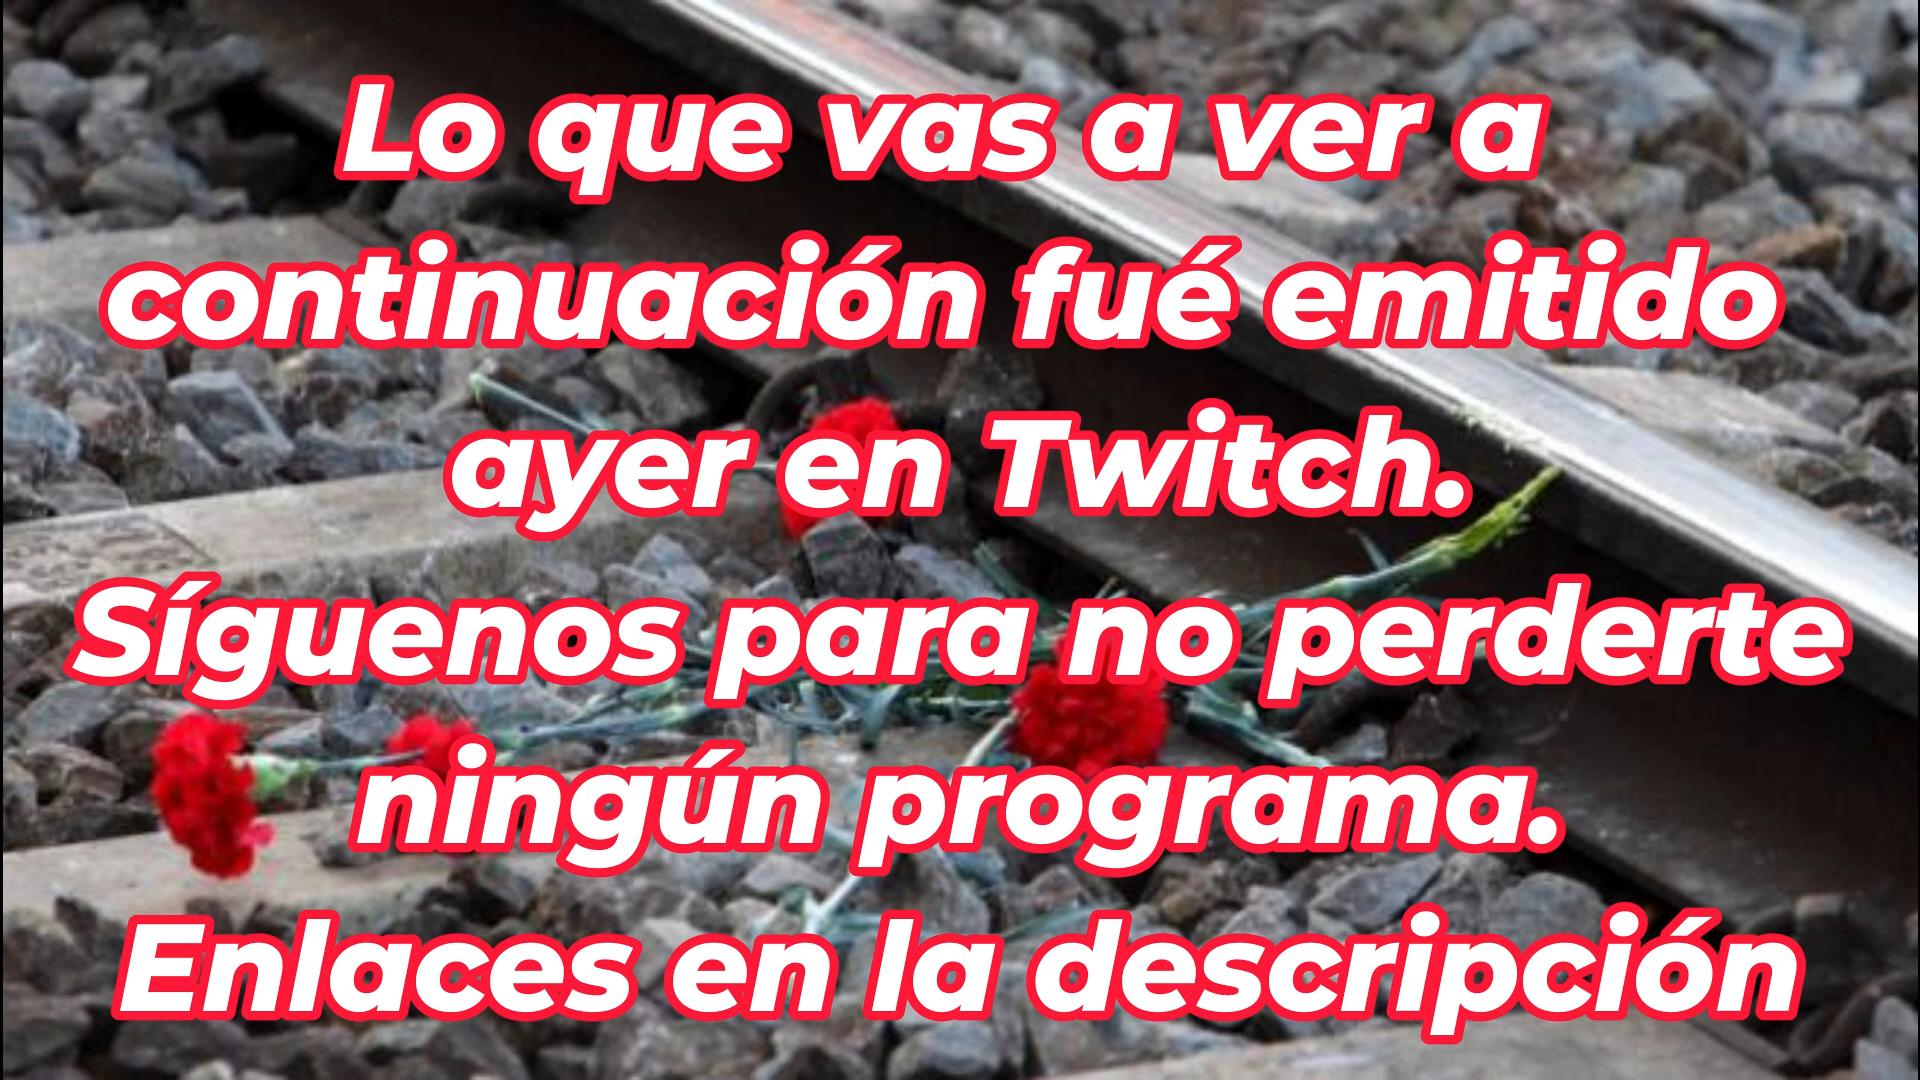 Lo que vas a ver a
continuación fué emitido
ayer en Twitch.
Síguenos para no perderte
ningún programa.
Enlaces en la descripción